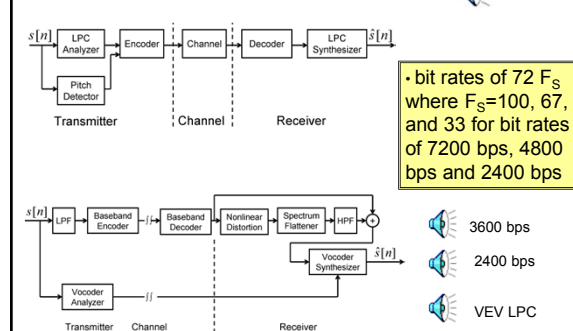 s[n]
LPC Analyzer
Encoder
Channel
Decoder
LPC Synthesizer
ŝ[n]
Pitch Detector
Transmitter
Channel
Receiver
• bit rates of 72 F_S
where F_S=100, 67,
and 33 for bit rates
of 7200 bps, 4800
bps and 2400 bps
s[n]
LPF
Baseband Encoder
Baseband Decoder
Nonlinear Distortion
Spectrum Flattener
HPF
+
Vocoder Synthesizer
ŝ[n]
Vocoder Analyzer
Transmitter
Channel
Receiver
3600 bps
2400 bps
VEV LPC